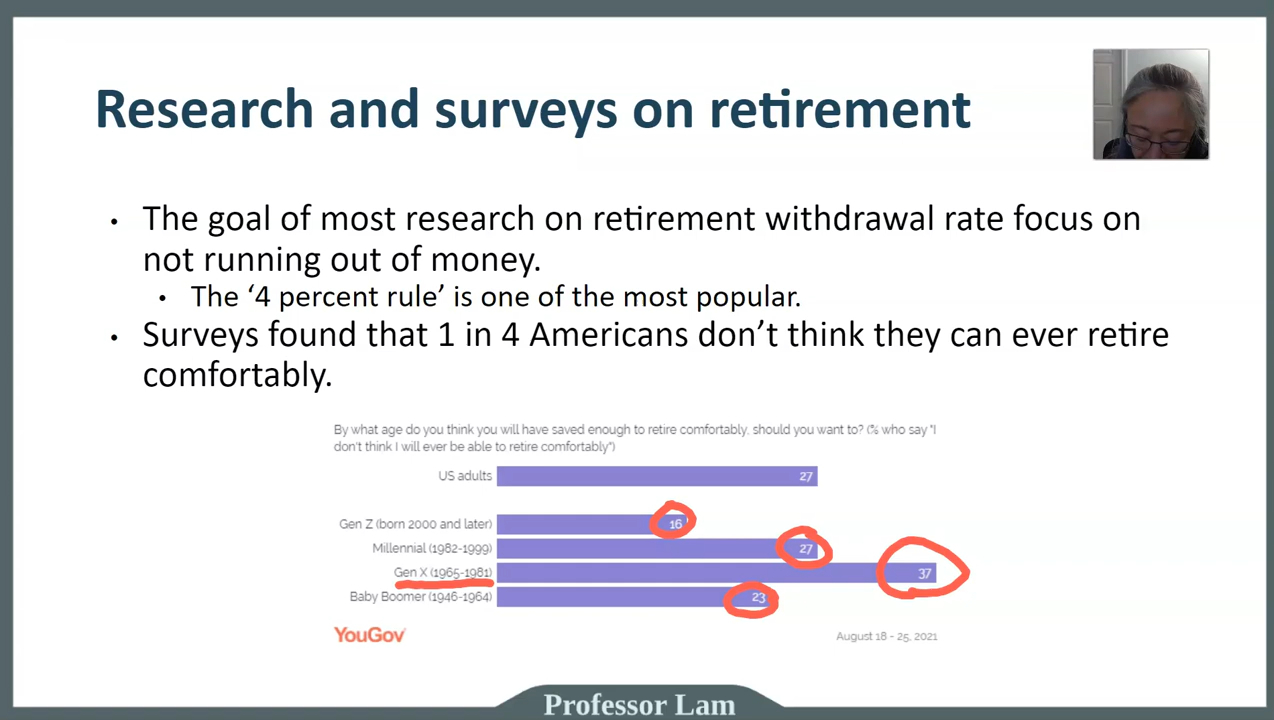 Research and surveys on retirement
• The goal of most research on retirement withdrawal rate focus on
not running out of money.
• The ‘4 percent rule’ is one of the most popular.
• Surveys found that 1 in 4 Americans don’t think they can ever retire
comfortably.
By what age do you think you will have saved enough to retire comfortably, should you want to? (% who say "I
don't think I will ever be able to retire comfortably")
US adults 27
Gen Z (born 2000 and later) 16
Millennial (1982-1999) 27
Gen X (1965-1981) 37
Baby Boomer (1946-1964) 23
YouGov August 18 - 25, 2021
Professor Lam